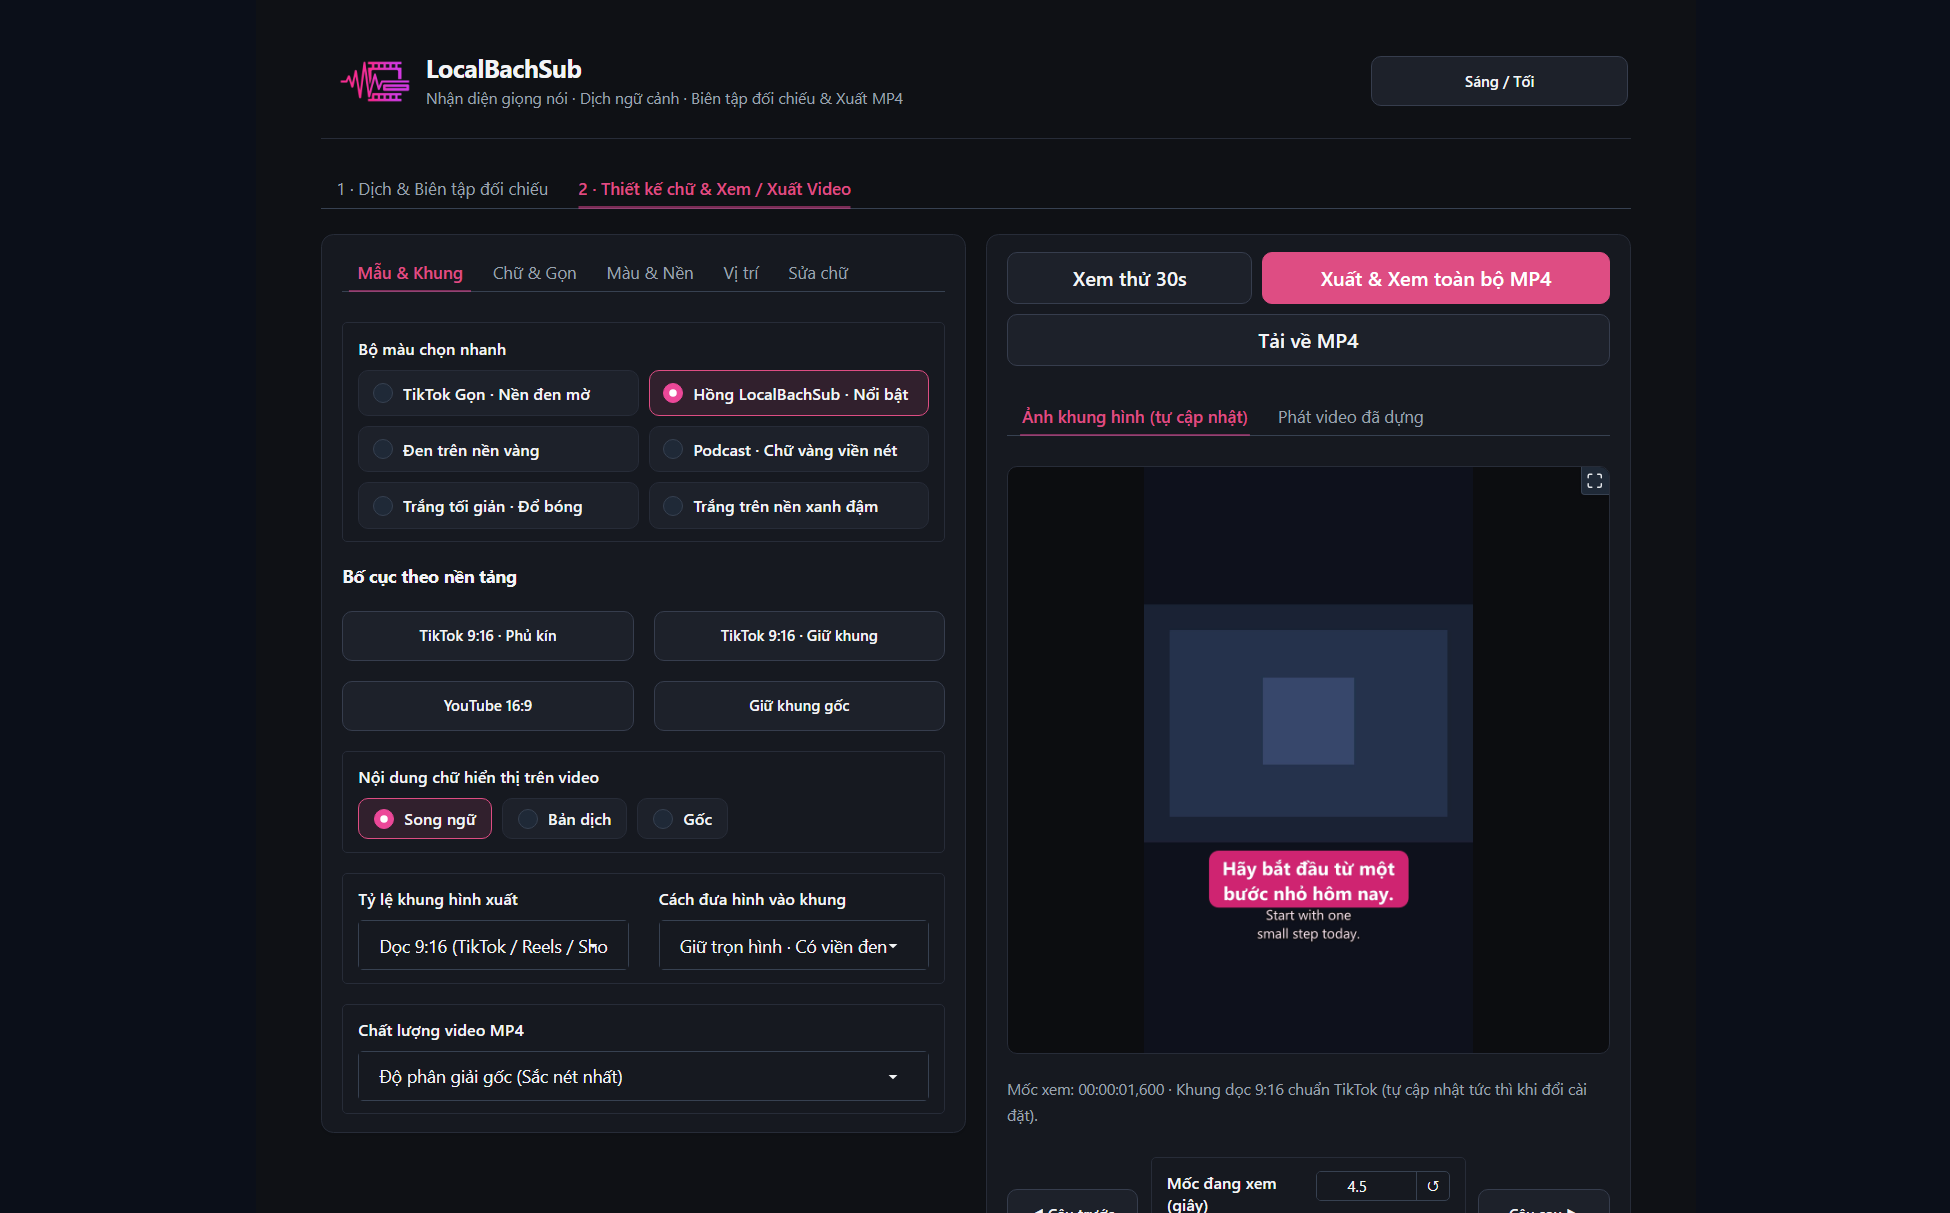 LocalBachSub
Nhận diện giọng nói · Dịch ngữ cảnh · Biên tập đối chiếu & Xuất MP4
Sáng / Tối
1 · Dịch & Biên tập đối chiếu
2 · Thiết kế chữ & Xem / Xuất Video
Mẫu & Khung
Chữ & Gọn
Màu & Nền
Vị trí
Sửa chữ
Bộ màu chọn nhanh
TikTok Gọn · Nền đen mờ
Hồng LocalBachSub · Nổi bật
Đen trên nền vàng
Podcast · Chữ vàng viền nét
Trắng tối giản · Đổ bóng
Trắng trên nền xanh đậm
Bố cục theo nền tảng
TikTok 9:16 · Phủ kín
TikTok 9:16 · Giữ khung
YouTube 16:9
Giữ khung gốc
Nội dung chữ hiển thị trên video
Song ngữ
Bản dịch
Gốc
Tỷ lệ khung hình xuất
Cách đưa hình vào khung
Dọc 9:16 (TikTok / Reels / Sho
Giữ trọn hình · Có viền đen
Chất lượng video MP4
Độ phân giải gốc (Sắc nét nhất)
Xem thử 30s
Xuất & Xem toàn bộ MP4
Tải về MP4
Ảnh khung hình (tự cập nhật)
Phát video đã dựng
Hãy bắt đầu từ một
bước nhỏ hôm nay.
Start with one
small step today.
Mốc xem: 00:00:01,600 · Khung dọc 9:16 chuẩn TikTok (tự cập nhật tức thì khi đổi cài
đặt).
Mốc đang xem
(giây)
4.5